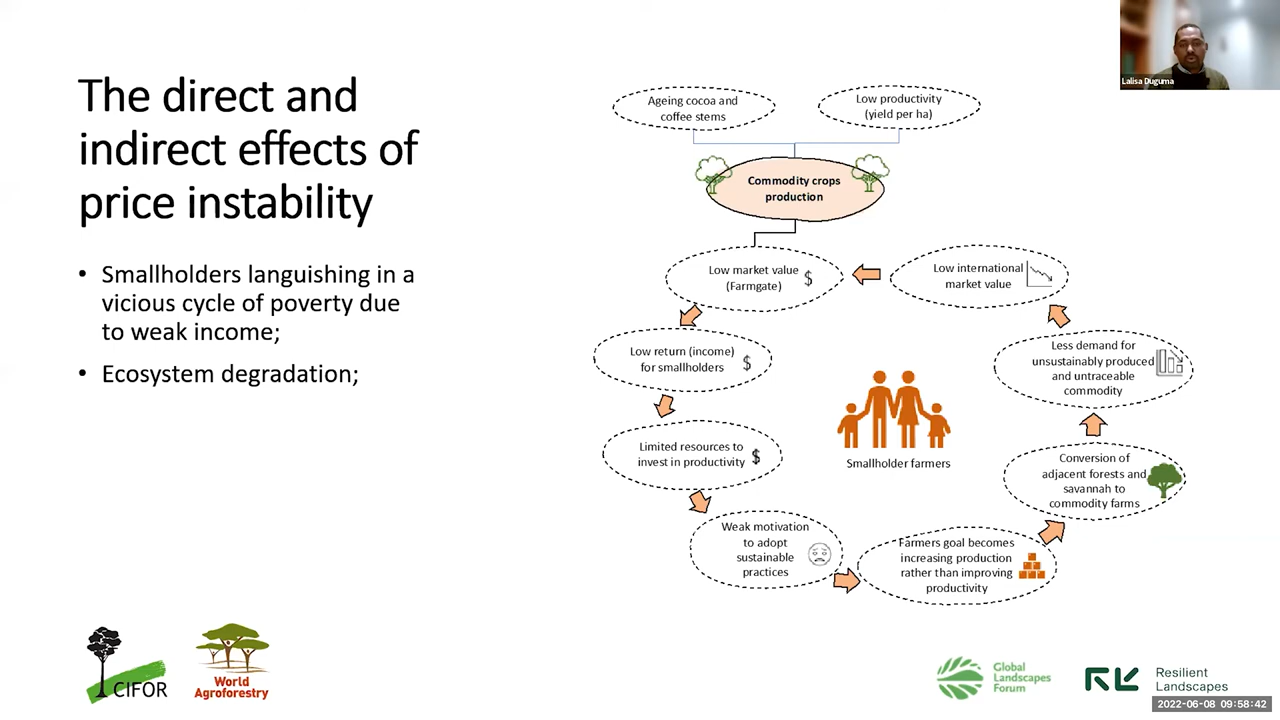 The direct and
indirect effects of
price instability
• Smallholders languishing in a
vicious cycle of poverty due
to weak income;
• Ecosystem degradation;
Lalisa Duguma
Ageing cocoa and
coffee stems
Low productivity
(yield per ha)
Commodity crops
production
Low market value
(Farmgate)
$
Low international
market value
Low return (income)
for smallholders
$
Less demand for
unsustainably produced
and untraceable
commodity
Limited resources to
invest in productivity
$
Smallholder farmers
Conversion of
adjacent forests and
savannah to
commodity farms
Weak motivation
to adopt
sustainable
practices
Farmers goal becomes
increasing production
rather than improving
productivity
CIFOR
World
Agroforestry
Global
Landscapes
Forum
Resilient
Landscapes
2022-06-08 09:58:42